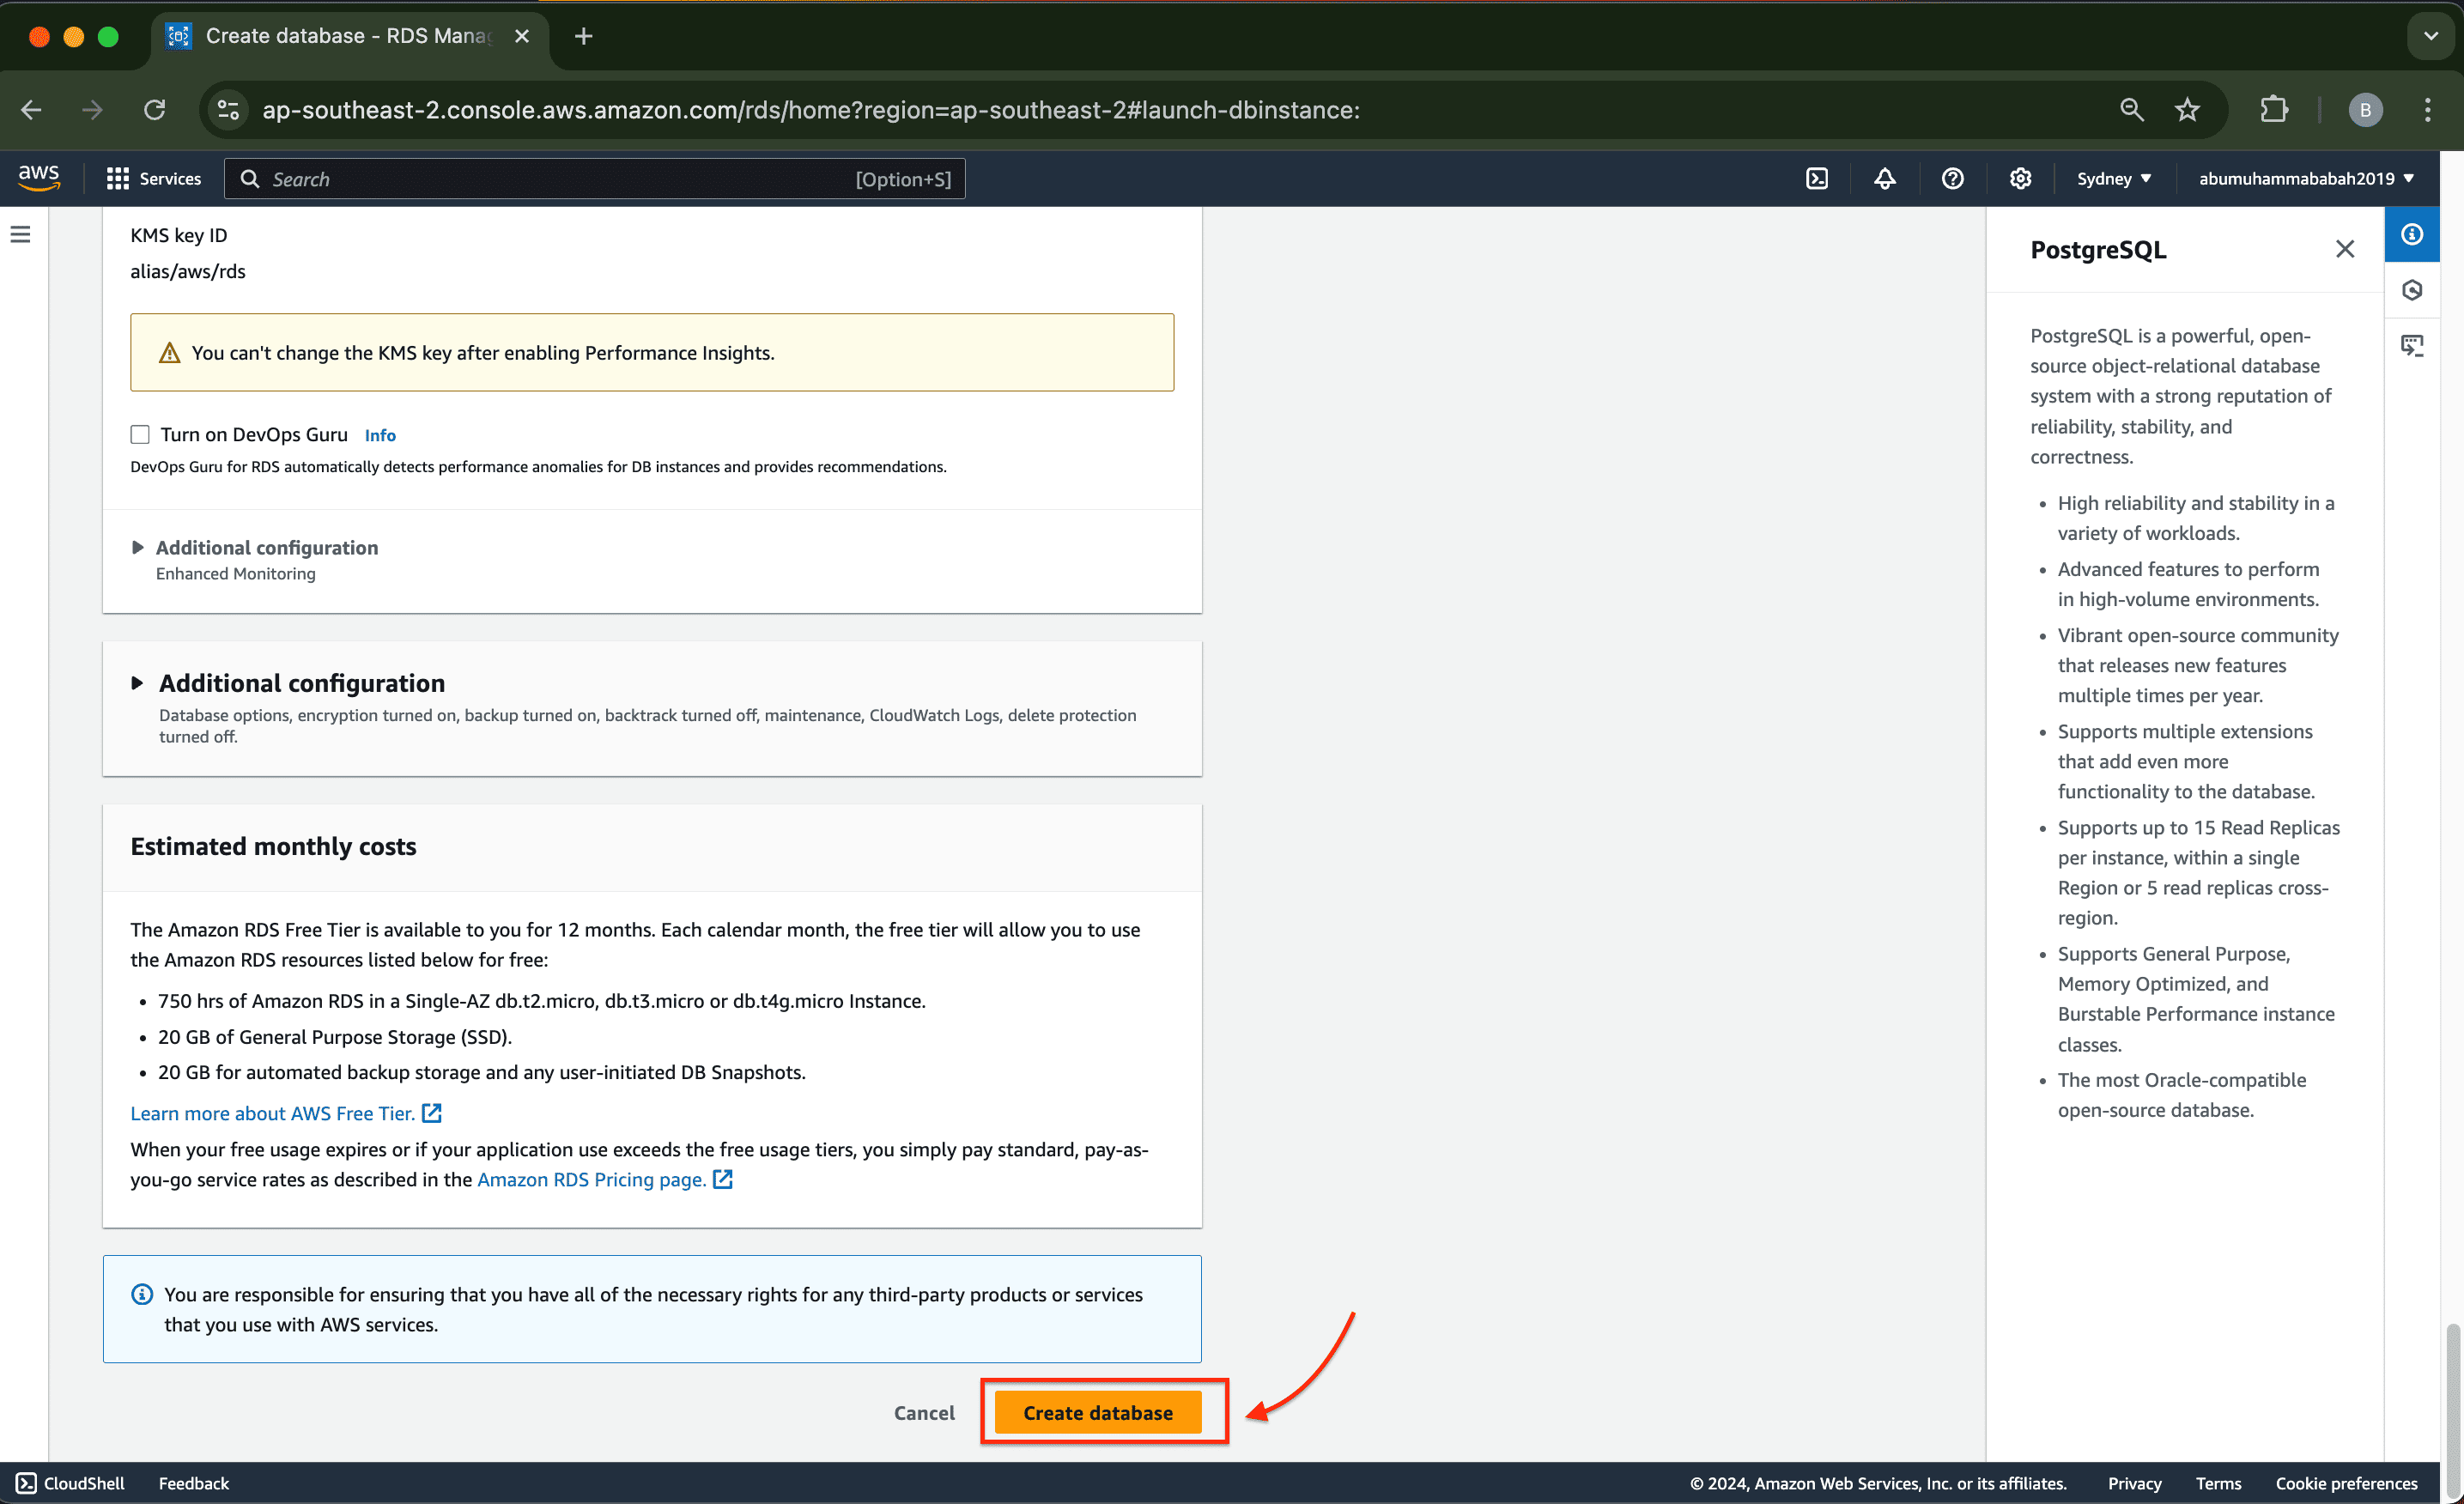 Create database - RDS Mana
ap-southeast-2.console.aws.amazon.com/rds/home?region=ap-southeast-2#launch-dbinstance:
B
aws
Services
Search
[Option+S]
Sydney
abumuhammababah2019
KMS key ID
alias/aws/rds
You can't change the KMS key after enabling Performance Insights.
Turn on DevOps Guru Info
DevOps Guru for RDS automatically detects performance anomalies for DB instances and provides recommendations.
Additional configuration
Enhanced Monitoring
Additional configuration
Database options, encryption turned on, backup turned on, backtrack turned off, maintenance, CloudWatch Logs, delete protection
turned off.
Estimated monthly costs
The Amazon RDS Free Tier is available to you for 12 months. Each calendar month, the free tier will allow you to use
the Amazon RDS resources listed below for free:
• 750 hrs of Amazon RDS in a Single-AZ db.t2.micro, db.t3.micro or db.t4g.micro Instance.
• 20 GB of General Purpose Storage (SSD).
• 20 GB for automated backup storage and any user-initiated DB Snapshots.
Learn more about AWS Free Tier.
When your free usage expires or if your application use exceeds the free usage tiers, you simply pay standard, pay-as-
you-go service rates as described in the Amazon RDS Pricing page.
You are responsible for ensuring that you have all of the necessary rights for any third-party products or services
that you use with AWS services.
Cancel
Create database
PostgreSQL
PostgreSQL is a powerful, open-
source object-relational database
system with a strong reputation of
reliability, stability, and
correctness.
• High reliability and stability in a
variety of workloads.
• Advanced features to perform
in high-volume environments.
• Vibrant open-source community
that releases new features
multiple times per year.
• Supports multiple extensions
that add even more
functionality to the database.
• Supports up to 15 Read Replicas
per instance, within a single
Region or 5 read replicas cross-
region.
• Supports General Purpose,
Memory Optimized, and
Burstable Performance instance
classes.
• The most Oracle-compatible
open-source database.
CloudShell
Feedback
© 2024, Amazon Web Services, Inc. or its affiliates.
Privacy
Terms
Cookie preferences